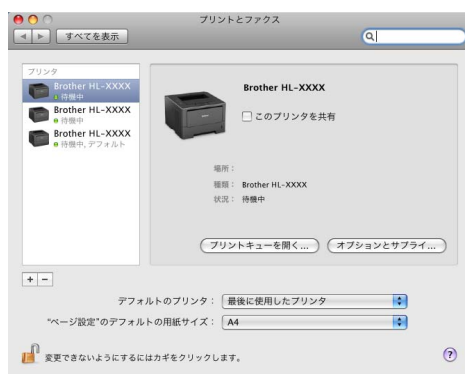 プリントとファクス
すべてを表示
プリンタ
Brother HL-XXXX
待機中
Brother HL-XXXX
待機中
Brother HL-XXXX
待機中, デフォルト
Brother HL-XXXX
このプリンタを共有
場所：
種類： Brother HL-XXXX
状況： 待機中
プリントキューを開く... オプションとサプライ...
+ −
デフォルトのプリンタ： 最後に使用したプリンタ
“ページ設定”のデフォルトの用紙サイズ： A4
変更できないようにするにはカギをクリックします。
?